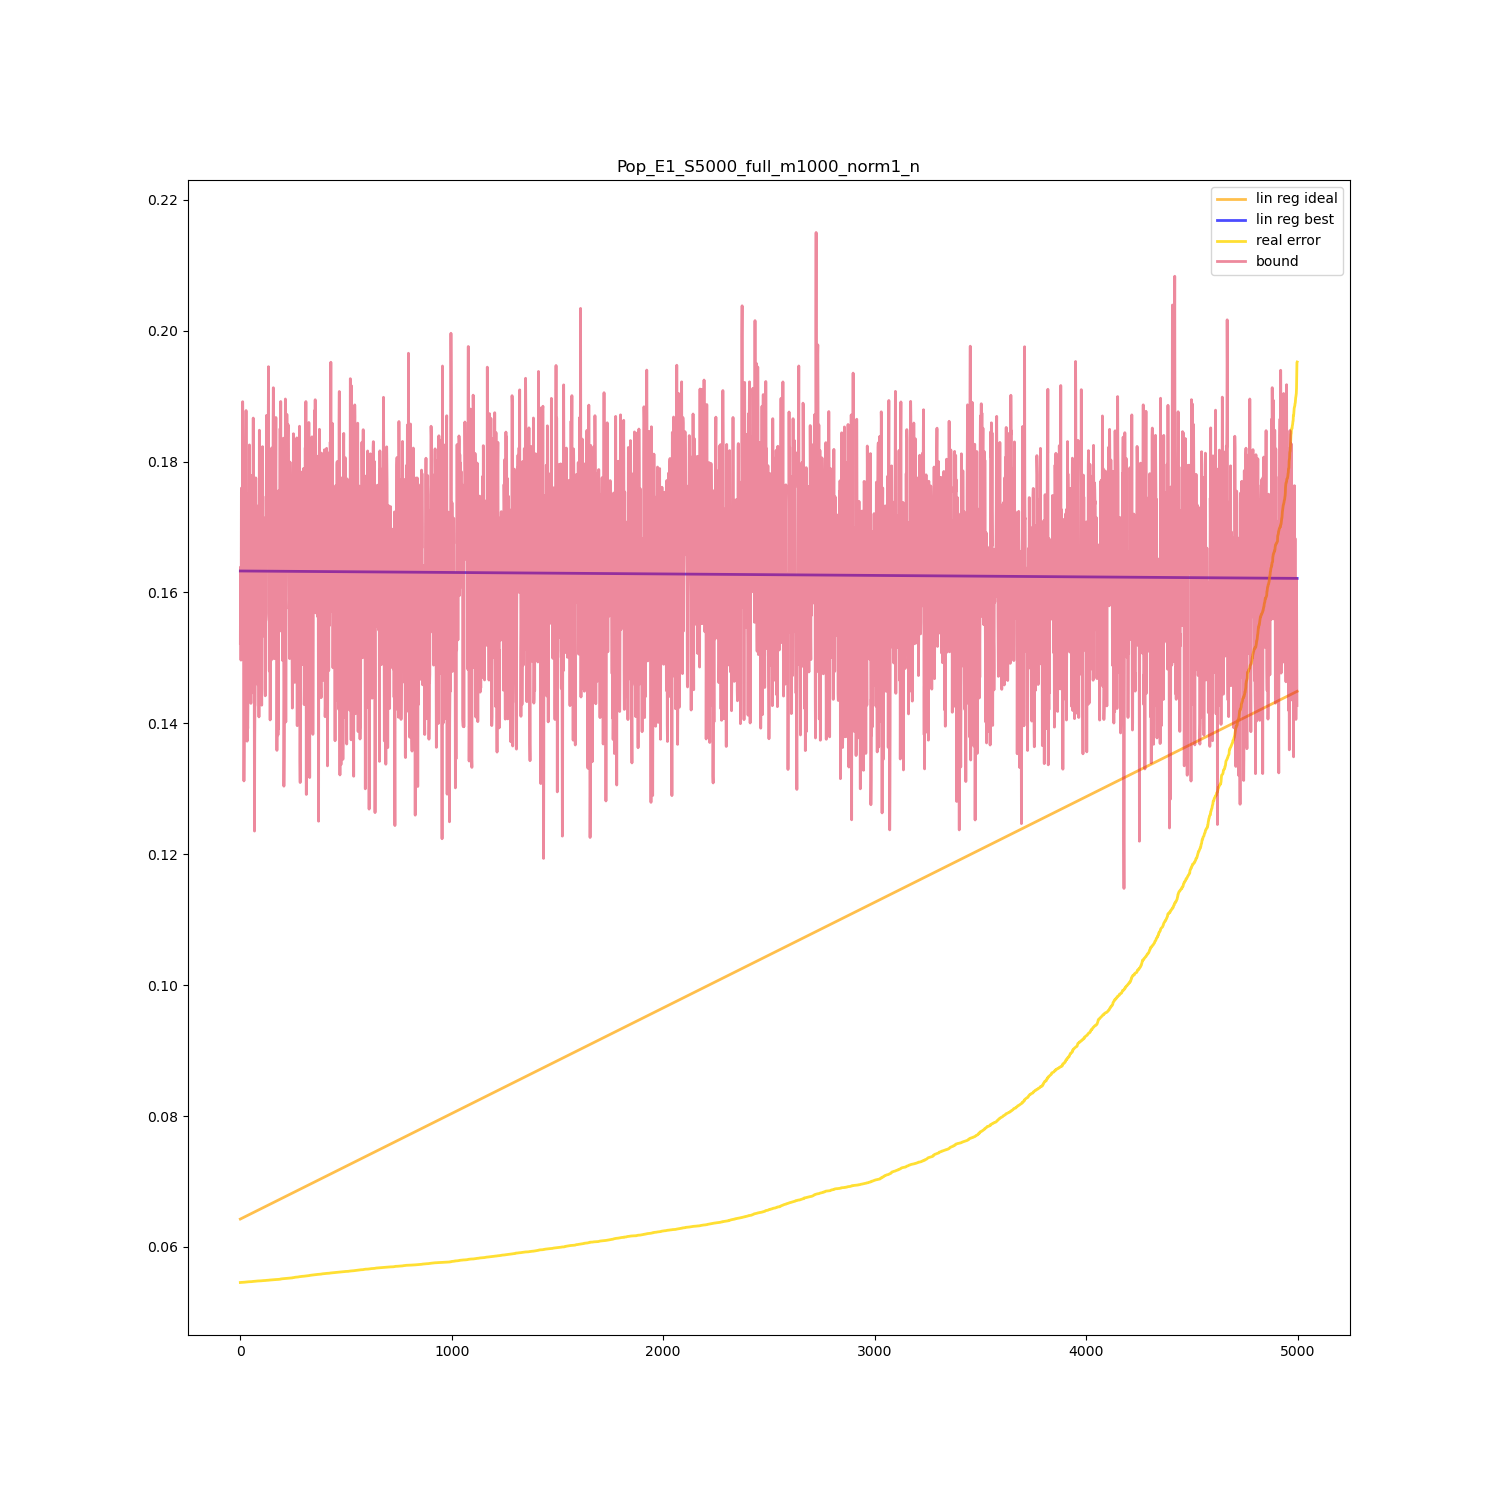 Pop_E1_S5000_full_m1000_norm1_n
lin reg ideal
lin reg best
real error
bound
0.22
0.20
0.18
0.16
0.14
0.12
0.10
0.08
0.06
0 1000 2000 3000 4000 5000